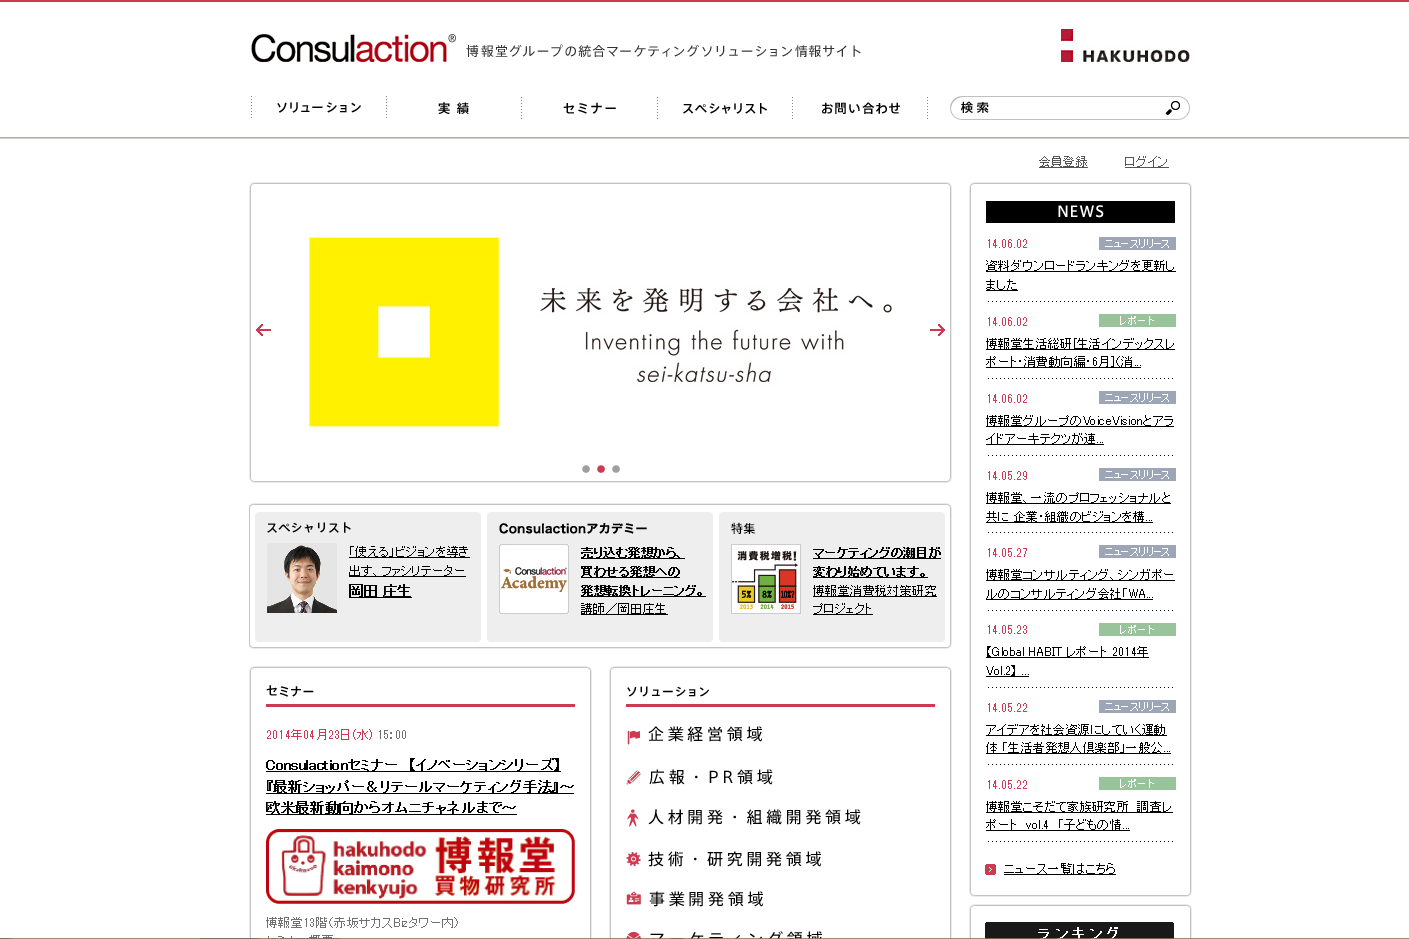 Consulaction® 博報堂グループの統合マーケティングソリューション情報サイト
HAKUHODO
ソリューション 実績 セミナー スペシャリスト お問い合わせ 検索
会員登録 ログイン
未来を発明する会社へ。
Inventing the future with
sei-katsu-sha
スペシャリスト
「使える」ビジョンを導き
出す、ファシリテーター
岡田 庄生
Consulactionアカデミー
Consulaction
Academy
売り込む発想から、
買わせる発想への
発想転換トレーニング。
講師／岡田庄生
特集
消費税増税!
5% 8% 10%?
2013 2014 2015
マーケティングの潮目が
変わり始めています。
博報堂消費税対策研究
プロジェクト
セミナー
2014年04月23日(水) 15:00
Consulactionセミナー 【イノベーションシリーズ】
『最新ショッパー＆リテールマーケティング手法』～
欧米最新動向からオムニチャネルまで～
hakuhodo
kaimono
kenkyujo
博報堂
買物研究所
博報堂13階(赤坂サカスBizタワー内)
ソリューション
企業経営領域
広報・PR領域
人材開発・組織開発領域
技術・研究開発領域
事業開発領域
マーケティング領域
NEWS
14.06.02 ニュースリリース
資料ダウンロードランキングを更新し
ました
14.06.02 レポート
博報堂生活総研[生活インデックスレ
ポート・消費動向編・6月](消...
14.06.02 ニュースリリース
博報堂グループのVoiceVisionとアラ
イドアーキテクツが連...
14.05.29 ニュースリリース
博報堂、一流のプロフェッショナルと
共に 企業・組織のビジョンを構...
14.05.27 ニュースリリース
博報堂コンサルティング、シンガポー
ルのコンサルティング会社「WA...
14.05.23 レポート
【Global HABIT レポート 2014年
Vol.2】 ...
14.05.22 ニュースリリース
アイデアを社会資源にしていく運動
体 「生活者発想人倶楽部」一般公...
14.05.22 レポート
博報堂こそだて家族研究所 調査レ
ポート vol.4 「子どもの情...
ニュース一覧はこちら
ランキング